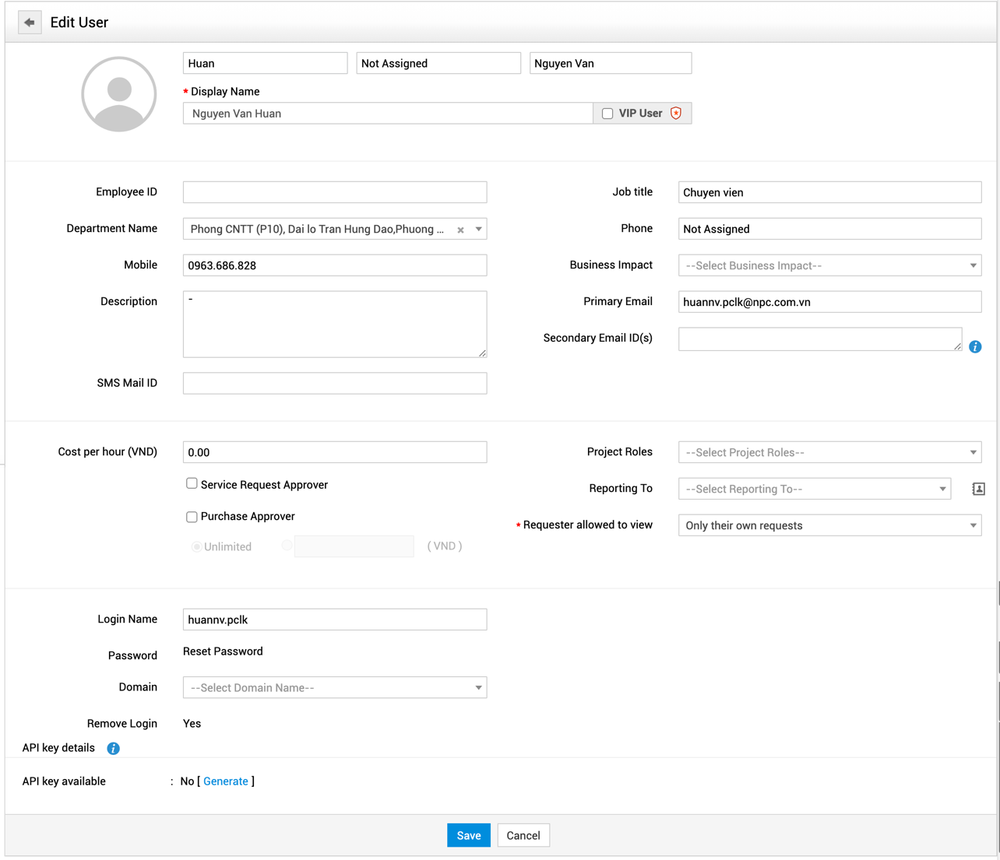 Edit User
Huan Not Assigned Nguyen Van
* Display Name
Nguyen Van Huan VIP User
Employee ID Job title Chuyen vien
Department Name Phong CNTT (P10), Dai lo Tran Hung Dao,Phuong ... Phone Not Assigned
Mobile 0963.686.828 Business Impact --Select Business Impact--
Description - Primary Email huannv.pclk@npc.com.vn
Secondary Email ID(s)
SMS Mail ID
Cost per hour (VND) 0.00 Project Roles --Select Project Roles--
Service Request Approver Reporting To --Select Reporting To--
Purchase Approver * Requester allowed to view Only their own requests
Unlimited ( VND )
Login Name huannv.pclk
Password Reset Password
Domain --Select Domain Name--
Remove Login Yes
API key details
API key available : No [ Generate ]
Save Cancel